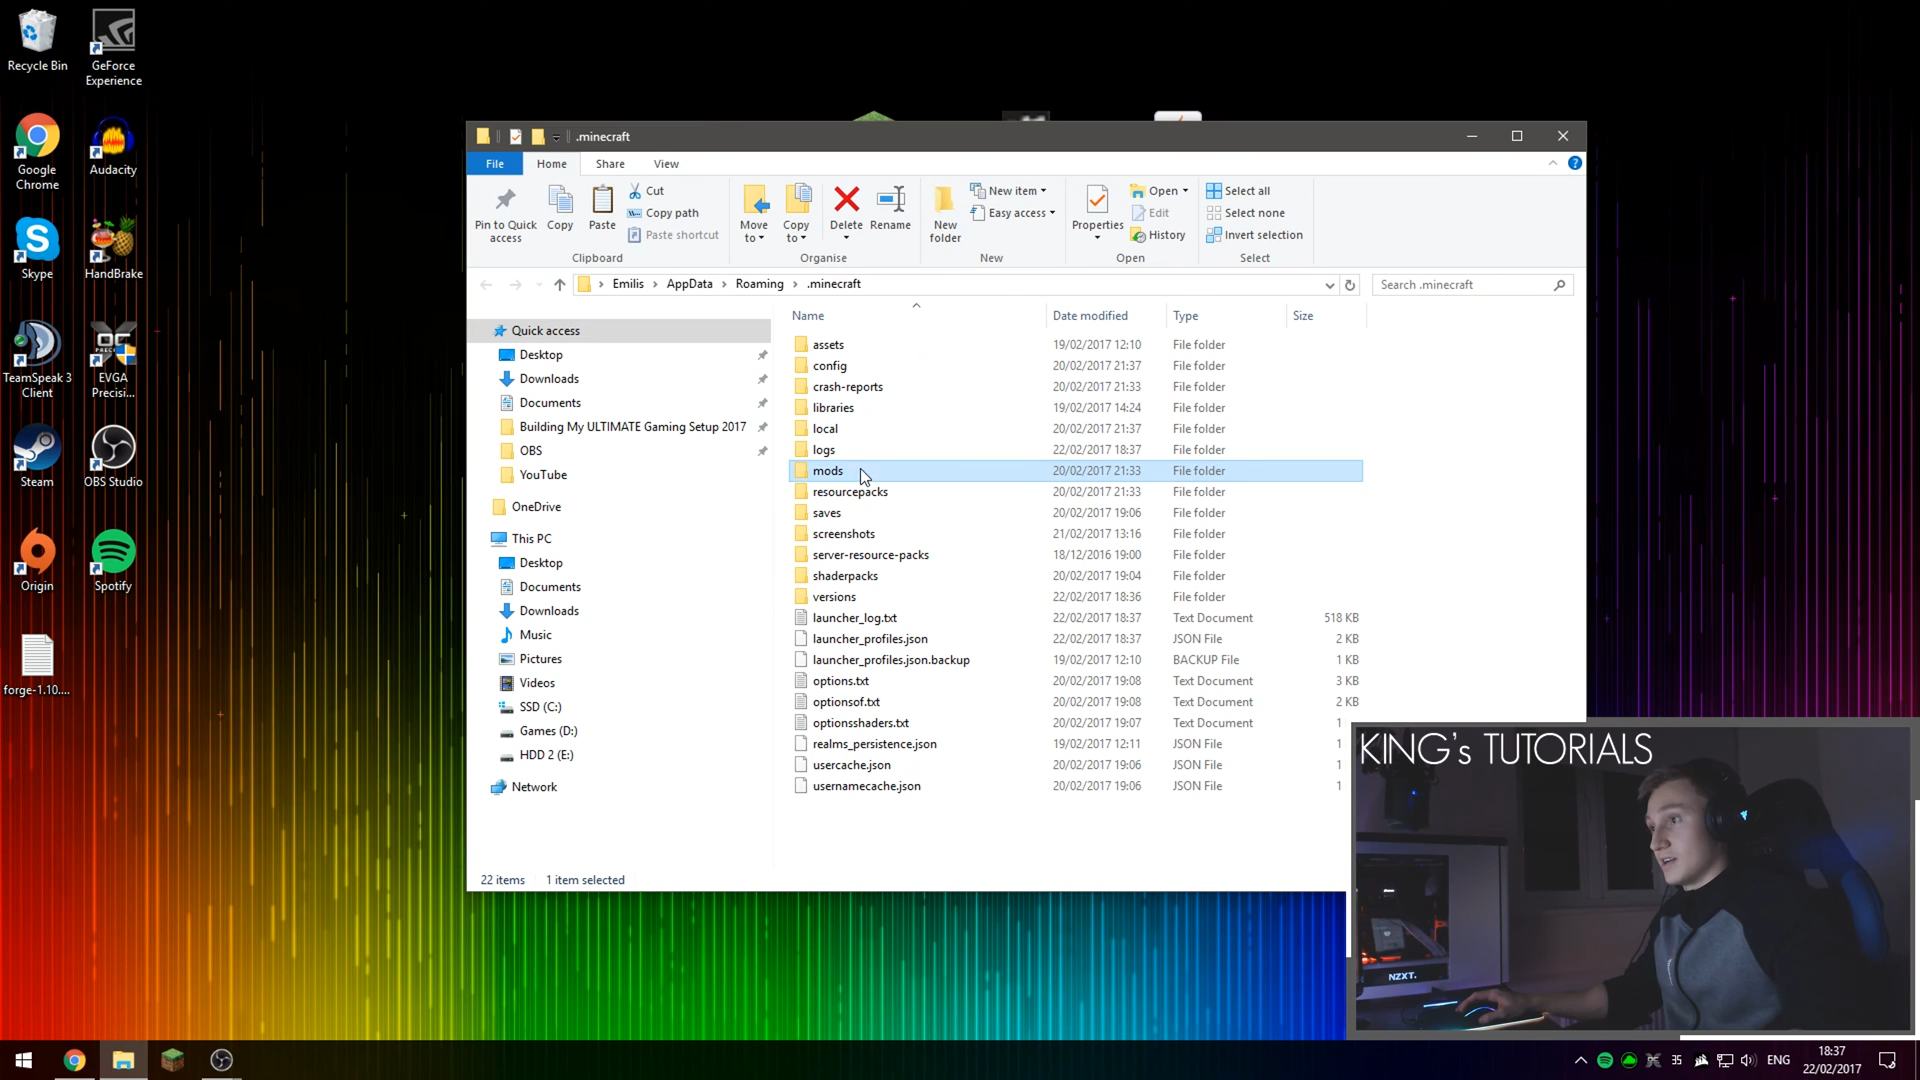 Recycle Bin
GeForce
Experience
Google
Chrome
Audacity
Skype
HandBrake
TeamSpeak 3
Client
EVGA
Precisi...
Steam
OBS Studio
Origin
Spotify
forge-1.10....
.minecraft
File
Home
Share
View
Pin to Quick
access
Copy
Paste
Cut
Copy path
Paste shortcut
Clipboard
Move
to
Copy
to
Delete
Rename
Organise
New
folder
New item
Easy access
New
Properties
Open
Edit
History
Open
Select all
Select none
Invert selection
Select
Emilis
AppData
Roaming
.minecraft
Search .minecraft
Quick access
Desktop
Downloads
Documents
Building My ULTIMATE Gaming Setup 2017
OBS
YouTube
OneDrive
This PC
Desktop
Documents
Downloads
Music
Pictures
Videos
SSD (C:)
Games (D:)
HDD 2 (E:)
Network
Name Date modified Type Size
assets 19/02/2017 12:10 File folder
config 20/02/2017 21:37 File folder
crash-reports 20/02/2017 21:33 File folder
libraries 19/02/2017 14:24 File folder
local 20/02/2017 21:37 File folder
logs 22/02/2017 18:37 File folder
mods 20/02/2017 21:33 File folder
resourcepacks 20/02/2017 21:33 File folder
saves 20/02/2017 19:06 File folder
screenshots 21/02/2017 13:16 File folder
server-resource-packs 18/12/2016 19:00 File folder
shaderpacks 20/02/2017 19:04 File folder
versions 22/02/2017 18:36 File folder
launcher_log.txt 22/02/2017 18:37 Text Document 518 KB
launcher_profiles.json 22/02/2017 18:37 JSON File 2 KB
launcher_profiles.json.backup 19/02/2017 12:10 BACKUP File 1 KB
options.txt 20/02/2017 19:08 Text Document 3 KB
optionsof.txt 20/02/2017 19:08 Text Document 2 KB
optionsshaders.txt 20/02/2017 19:07 Text Document 1
realms_persistence.json 19/02/2017 12:11 JSON File 1
usercache.json 20/02/2017 19:06 JSON File 1
usernamecache.json 20/02/2017 19:06 JSON File 1
22 items 1 item selected
KING's TUTORIALS
NZXT.
35
ENG
18:37
22/02/2017